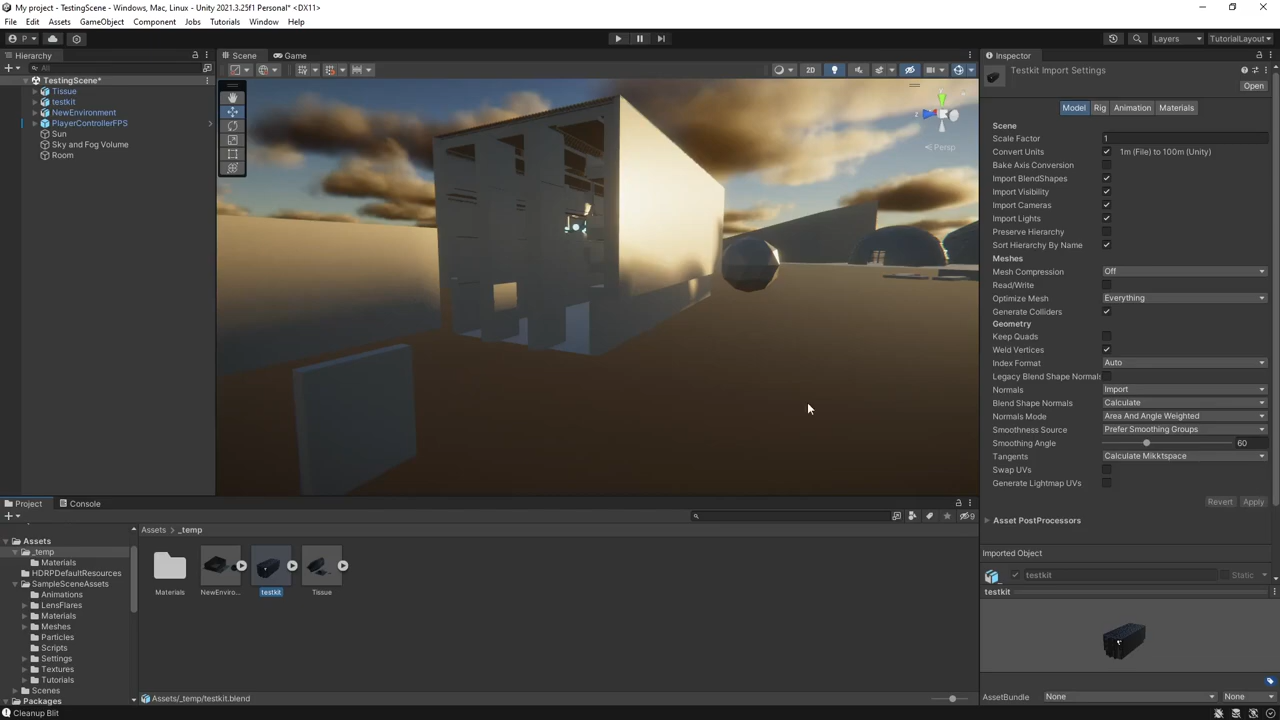 My project - TestingScene - Windows, Mac, Linux - Unity 2021.3.25f1 Personal* <DX11>
File Edit Assets GameObject Component Jobs Tutorials Window Help
P Layers TutorialLayout
Hierarchy
All
TestingScene*
Tissue
testkit
NewEnvironment
PlayerControllerFPS
Sun
Sky and Fog Volume
Room
Scene Game
2D
y
z
Persp
Inspector
Testkit Import Settings
Open
Model Rig Animation Materials
Scene
Scale Factor 1
Convert Units 1m (File) to 100m (Unity)
Bake Axis Conversion
Import BlendShapes
Import Visibility
Import Cameras
Import Lights
Preserve Hierarchy
Sort Hierarchy By Name
Meshes
Mesh Compression Off
Read/Write
Optimize Mesh Everything
Generate Colliders
Geometry
Keep Quads
Weld Vertices
Index Format Auto
Legacy Blend Shape Normals
Normals Import
Blend Shape Normals Calculate
Normals Mode Area And Angle Weighted
Smoothness Source Prefer Smoothing Groups
Smoothing Angle 60
Tangents Calculate Mikktspace
Swap UVs
Generate Lightmap UVs
Revert Apply
Asset PostProcessors
Imported Object
testkit Static
testkit
AssetBundle None None
Project Console
9
Assets
_temp
Materials
HDRPDefaultResources
SampleSceneAssets
Animations
LensFlares
Materials
Meshes
Particles
Scripts
Settings
Textures
Tutorials
Scenes
Packages
Assets > _temp
Materials NewEnviro... testkit Tissue
Assets/_temp/testkit.blend
Cleanup Blit